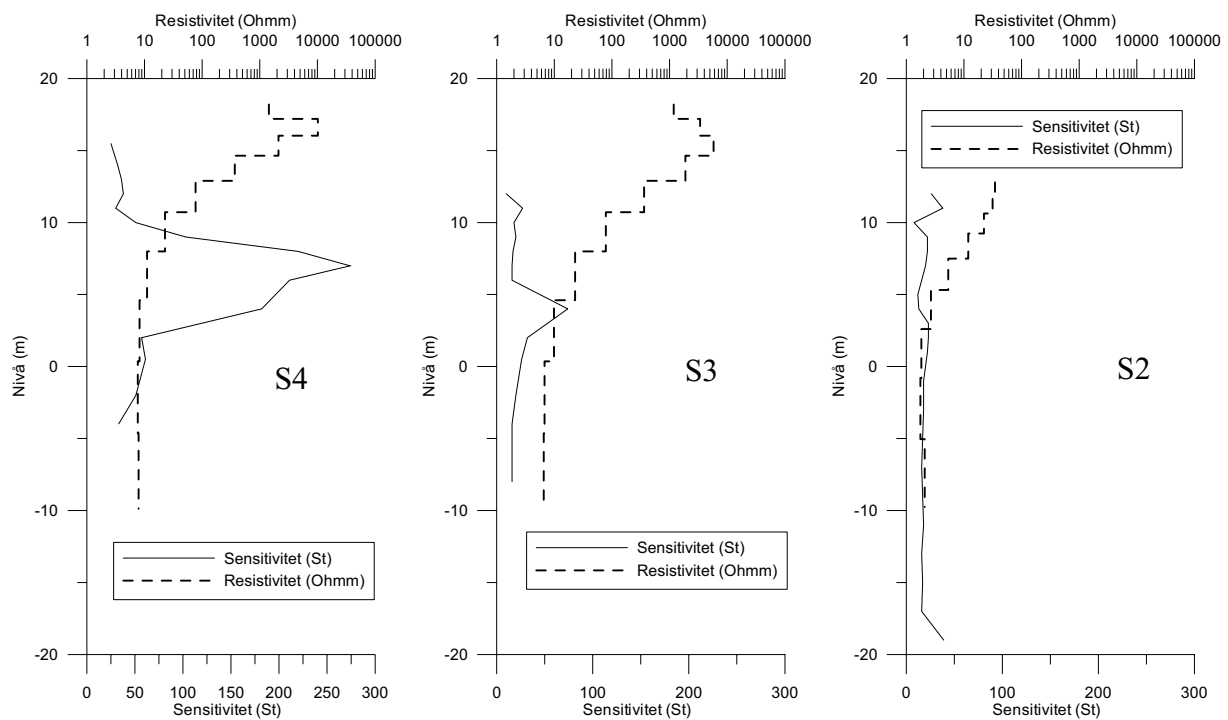 Resistivitet (Ohmm)
1 10 100 1000 10000 100000
20
10
0
-10
-20
Nivå (m)
S4
Sensitivitet (St)
Resistivitet (Ohmm)
0 50 100 150 200 250 300
Sensitivitet (St)
Resistivitet (Ohmm)
1 10 100 1000 10000 100000
20
10
0
-10
-20
Nivå (m)
S3
Sensitivitet (St)
Resistivitet (Ohmm)
0 100 200 300
Sensitivitet (St)
Resistivitet (Ohmm)
1 10 100 1000 10000 100000
20
Sensitivitet (St)
Resistivitet (Ohmm)
10
0
-10
-20
Nivå (m)
S2
0 100 200 300
Sensitivitet (St)